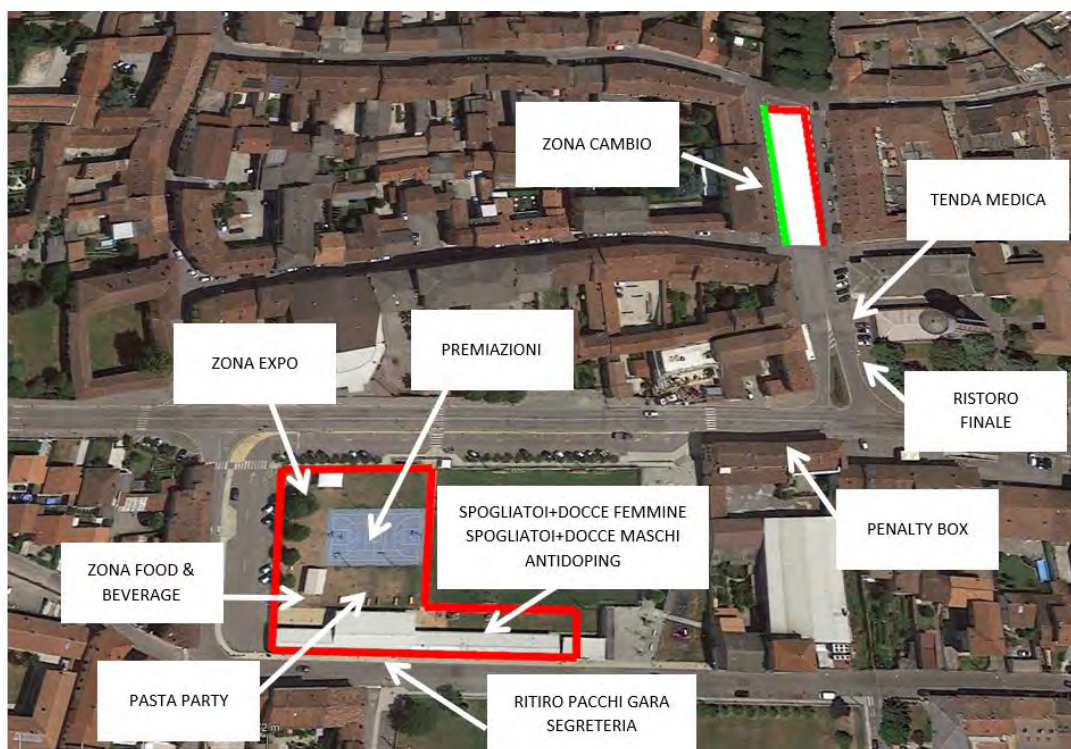 ZONA CAMBIO
TENDA MEDICA
ZONA EXPO
PREMIAZIONI
RISTORO
FINALE
SPOGLIATOI+DOCCE FEMMINE
SPOGLIATOI+DOCCE MASCHI
ANTIDOPING
PENALTY BOX
ZONA FOOD &
BEVERAGE
PASTA PARTY
RITIRO PACCHI GARA
SEGRETERIA